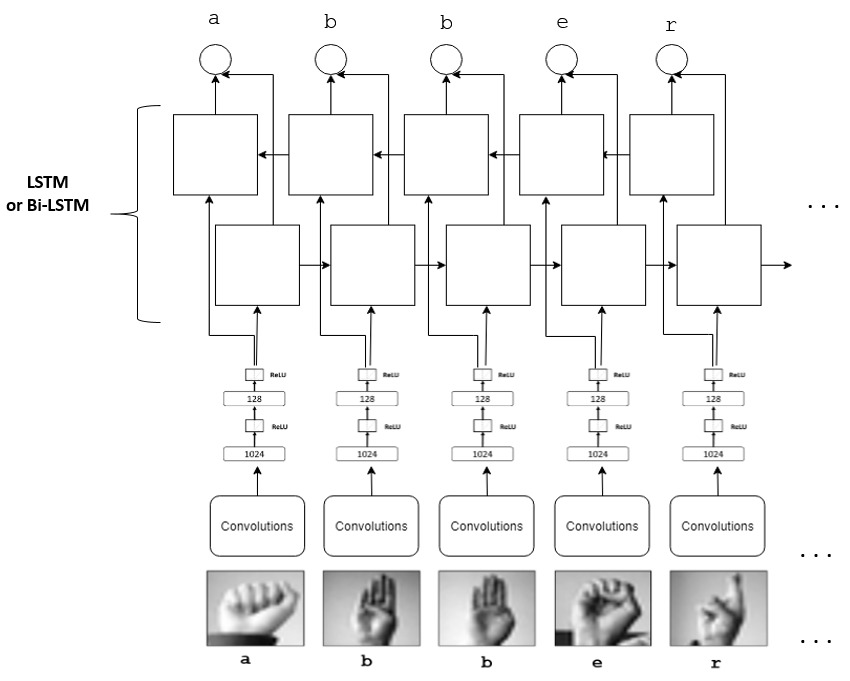 a b b e r
LSTM
or Bi-LSTM
. . .
ReLU ReLU ReLU ReLU ReLU
128 128 128 128 128
ReLU ReLU ReLU ReLU ReLU
1024 1024 1024 1024 1024
Convolutions Convolutions Convolutions Convolutions Convolutions
. . .
. . .
a b b e r